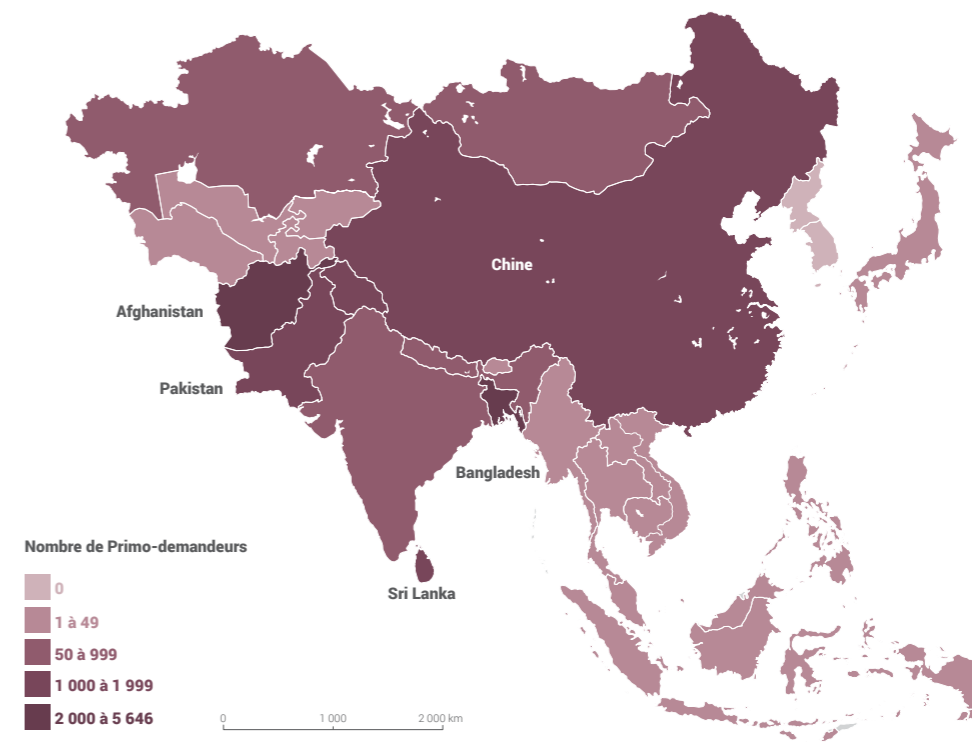 Chine
Afghanistan
Pakistan
Bangladesh
Sri Lanka
Nombre de Primo-demandeurs
0
1 à 49
50 à 999
1 000 à 1 999
2 000 à 5 646
0 1 000 2 000 km